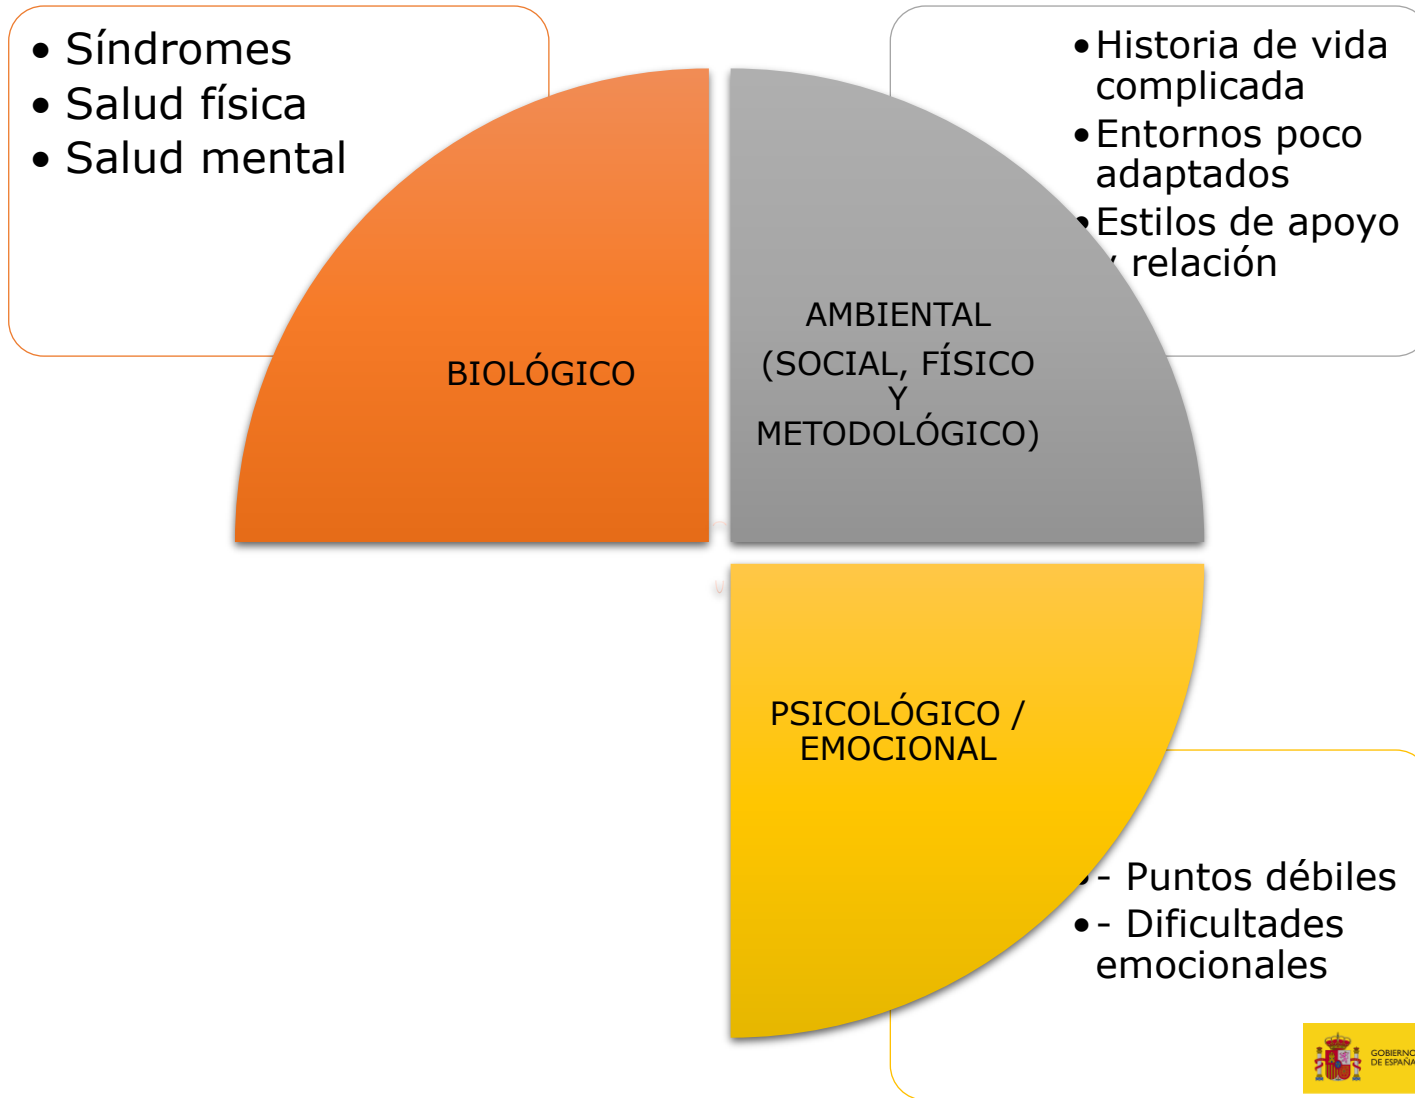 • Síndromes
• Salud física
• Salud mental
• Historia de vida
complicada
• Entornos poco
adaptados
• Estilos de apoyo
y relación
BIOLÓGICO
AMBIENTAL
(SOCIAL, FÍSICO
Y
METODOLÓGICO)
PSICOLÓGICO /
EMOCIONAL
• - Puntos débiles
• - Dificultades
emocionales
GOBIERNO
DE ESPAÑA